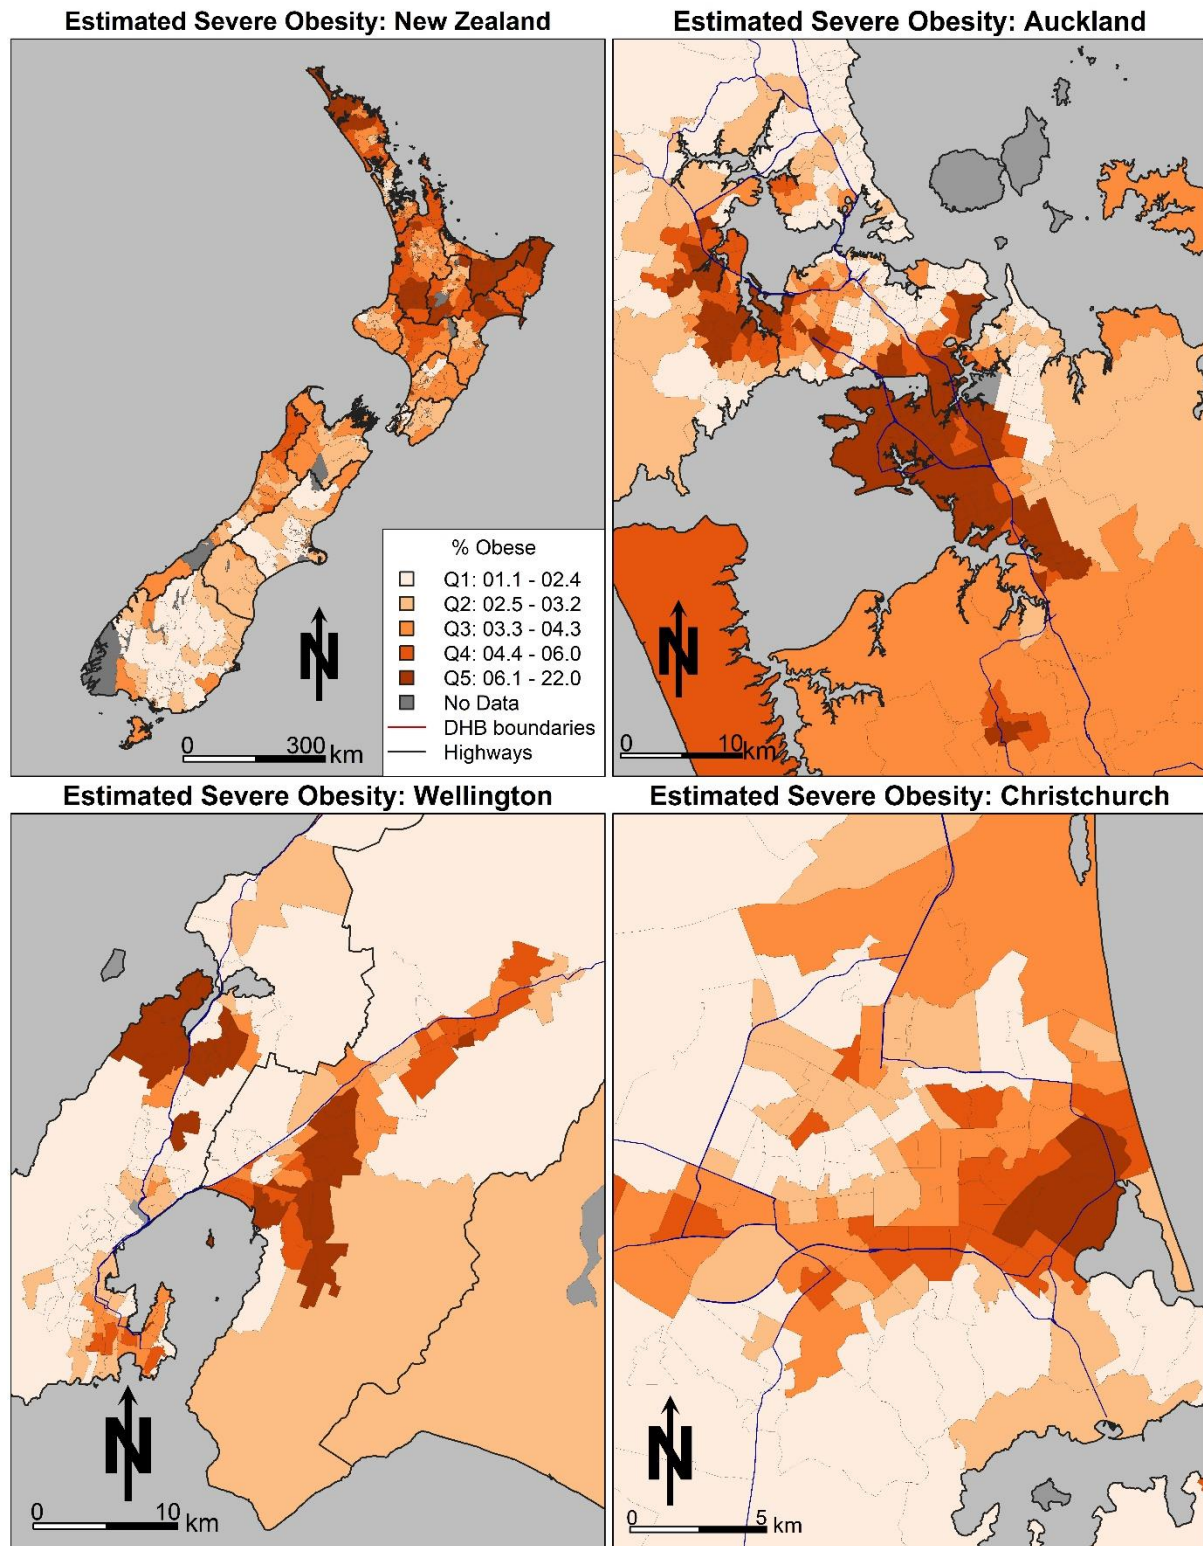 Estimated Severe Obesity: New Zealand
Estimated Severe Obesity: Auckland
% Obese
Q1: 01.1 - 02.4
Q2: 02.5 - 03.2
Q3: 03.3 - 04.3
Q4: 04.4 - 06.0
Q5: 06.1 - 22.0
No Data
DHB boundaries
Highways
N
0 300 km
N
0 10 km
Estimated Severe Obesity: Wellington
Estimated Severe Obesity: Christchurch
N
0 10 km
N
0 5 km